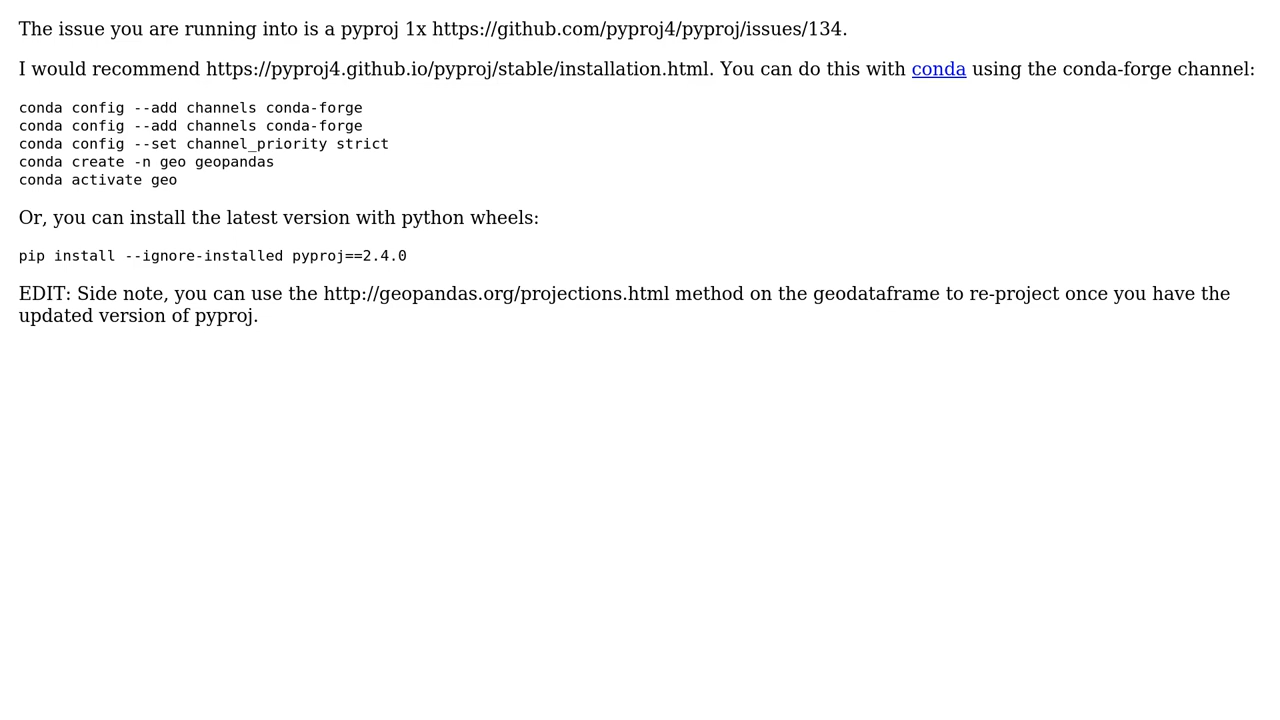 The issue you are running into is a pyproj 1x https://github.com/pyproj4/pyproj/issues/134.
I would recommend https://pyproj4.github.io/pyproj/stable/installation.html. You can do this with conda using the conda-forge channel:
conda config --add channels conda-forge
conda config --add channels conda-forge
conda config --set channel_priority strict
conda create -n geo geopandas
conda activate geo
Or, you can install the latest version with python wheels:
pip install --ignore-installed pyproj==2.4.0
EDIT: Side note, you can use the http://geopandas.org/projections.html method on the geodataframe to re-project once you have the
updated version of pyproj.